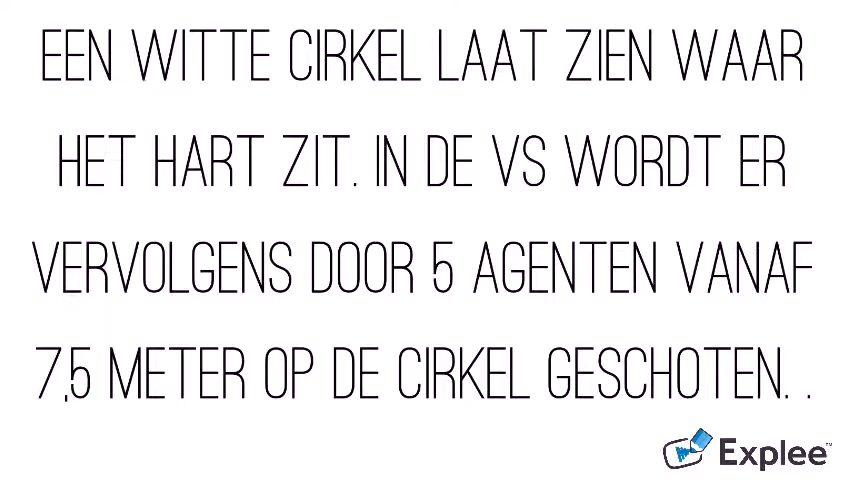 EEN WITTE CIRKEL LAAT ZIEN WAAR
HET HART ZIT. IN DE VS WORDT ER
VERVOLGENS DOOR 5 AGENTEN VANAF
7,5 METER OP DE CIRKEL GESCHOTEN. .
Explee™